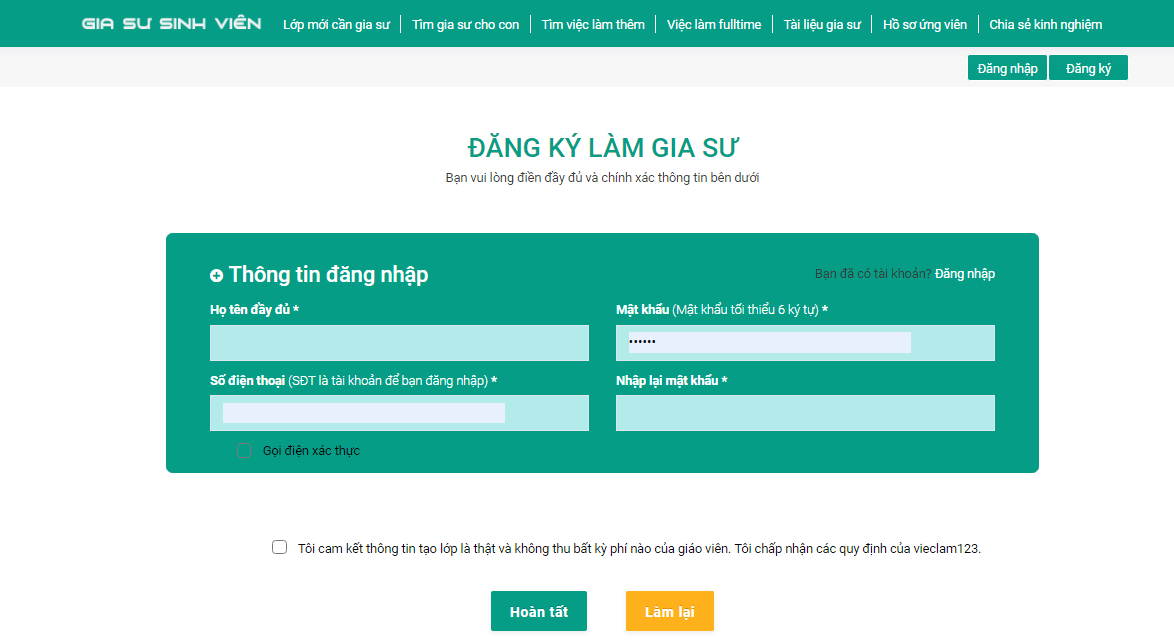 GIA SƯ SINH VIÊN Lớp mới cần gia sư Tìm gia sư cho con Tìm việc làm thêm Việc làm fulltime Tài liệu gia sư Hồ sơ ứng viên Chia sẻ kinh nghiệm
Đăng nhập Đăng ký
ĐĂNG KÝ LÀM GIA SƯ
Bạn vui lòng điền đầy đủ và chính xác thông tin bên dưới
Thông tin đăng nhập Bạn đã có tài khoản? Đăng nhập
Họ tên đầy đủ * Mật khẩu (Mật khẩu tối thiểu 6 ký tự) *
••••••
Số điện thoại (SĐT là tài khoản để bạn đăng nhập) * Nhập lại mật khẩu *
Gọi điện xác thực
Tôi cam kết thông tin tạo lớp là thật và không thu bất kỳ phí nào của giáo viên. Tôi chấp nhận các quy định của vieclam123.
Hoàn tất Làm lại